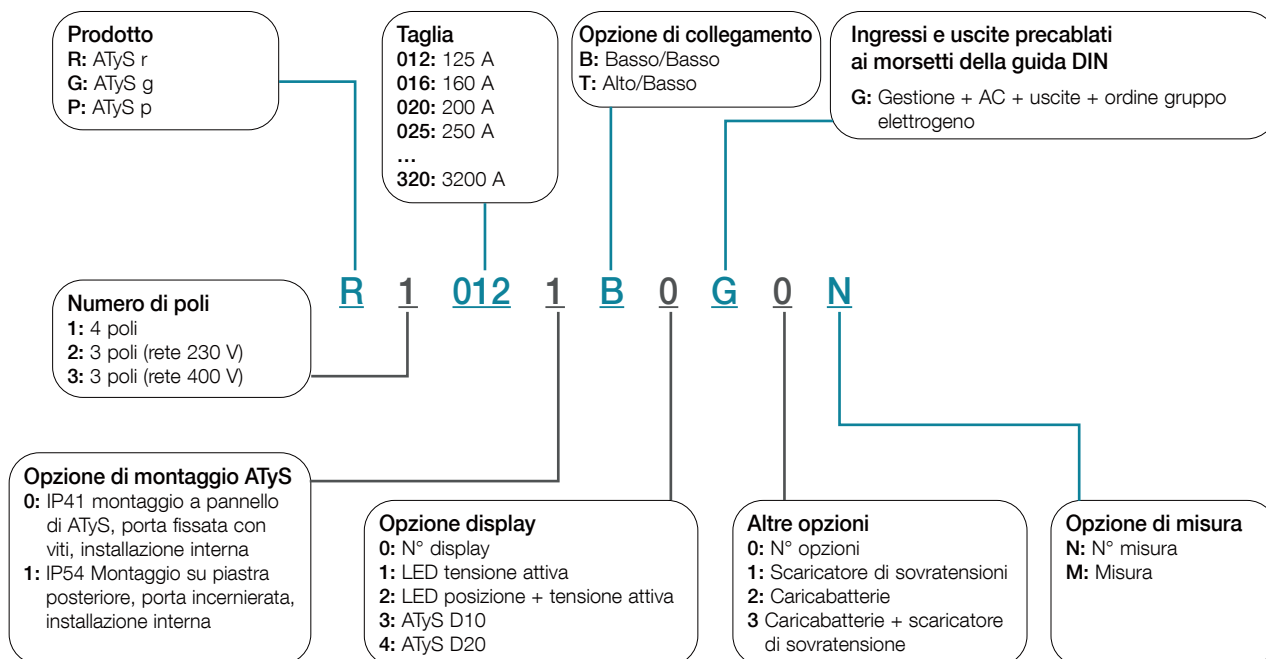 Prodotto
R: ATyS r
G: ATyS g
P: ATyS p
Taglia
012: 125 A
016: 160 A
020: 200 A
025: 250 A
...
320: 3200 A
Opzione di collegamento
B: Basso/Basso
T: Alto/Basso
Ingressi e uscite precablati
ai morsetti della guida DIN
G: Gestione + AC + uscite + ordine gruppo
elettrogeno
R 1 012 1 B 0 G 0 N
Numero di poli
1: 4 poli
2: 3 poli (rete 230 V)
3: 3 poli (rete 400 V)
Opzione di montaggio ATyS
0: IP41 montaggio a pannello
di ATyS, porta fissata con
viti, installazione interna
1: IP54 Montaggio su piastra
posteriore, porta incernierata,
installazione interna
Opzione display
0: N° display
1: LED tensione attiva
2: LED posizione + tensione attiva
3: ATyS D10
4: ATyS D20
Altre opzioni
0: N° opzioni
1: Scaricatore di sovratensioni
2: Caricabatterie
3 Caricabatterie + scaricatore
di sovratensione
Opzione di misura
N: N° misura
M: Misura